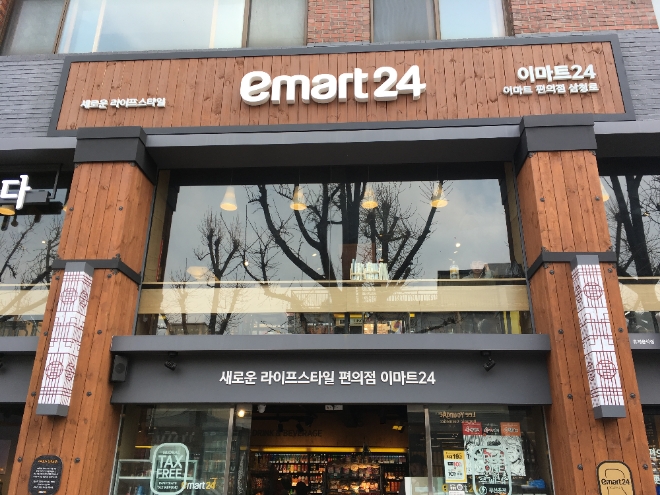 emart24
새로운 라이프스타일
이마트24
이마트 편의점 삼청로
다
새로운 라이프스타일 편의점 이마트24
TAX
FREE
emart24
emart24